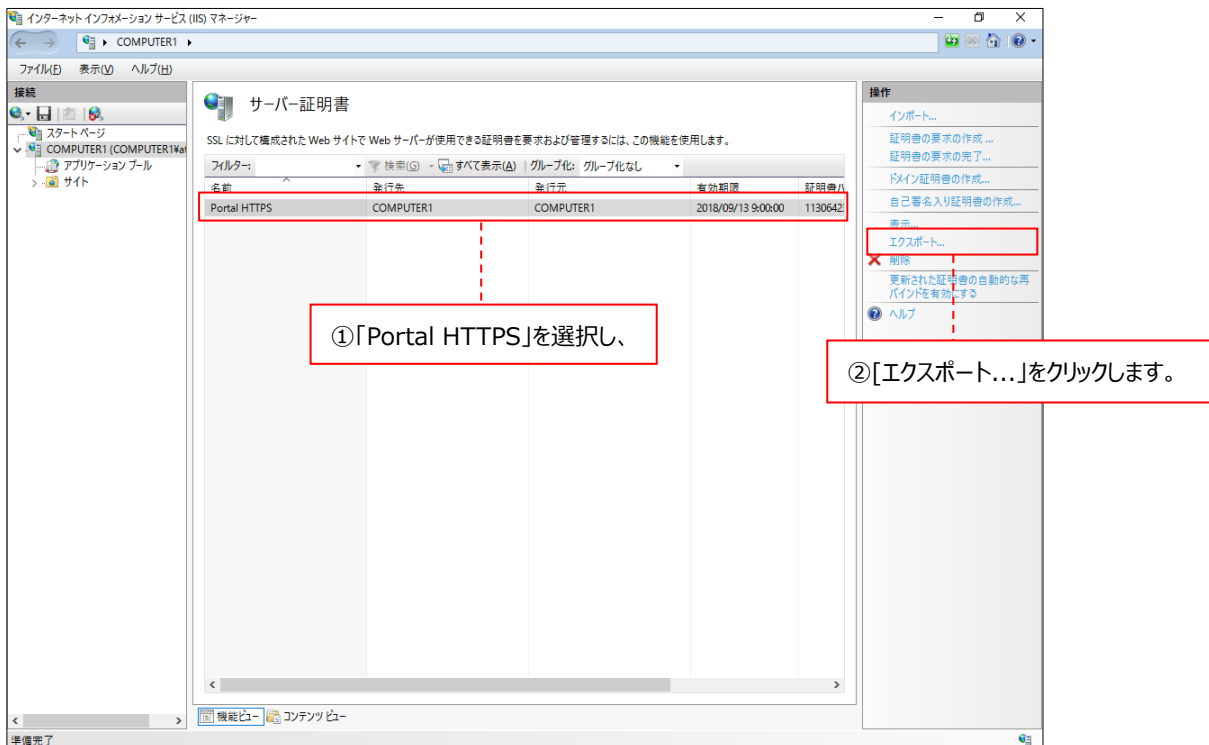 インターネット インフォメーション サービス (IIS) マネージャー
COMPUTER1
ファイル(F) 表示(V) ヘルプ(H)
接続
スタート ページ
COMPUTER1 (COMPUTER1¥at
アプリケーション プール
サイト
サーバー証明書
SSL に対して構成された Web サイトで Web サーバーが使用できる証明書を要求および管理するには、この機能を使用します。
フィルター: 検索(G) すべて表示(A) グループ化: グループ化なし
名前 発行先 発行元 有効期限 証明書ハ
Portal HTTPS COMPUTER1 COMPUTER1 2018/09/13 9:00:00 1130642
①「Portal HTTPS」を選択し、
機能ビュー コンテンツ ビュー
操作
インポート...
証明書の要求の作成 ...
証明書の要求の完了...
ドメイン証明書の作成...
自己署名入り証明書の作成...
表示...
エクスポート...
削除
更新された証明書の自動的な再
バインドを有効にする
ヘルプ
②[エクスポート...」をクリックします。
準備完了